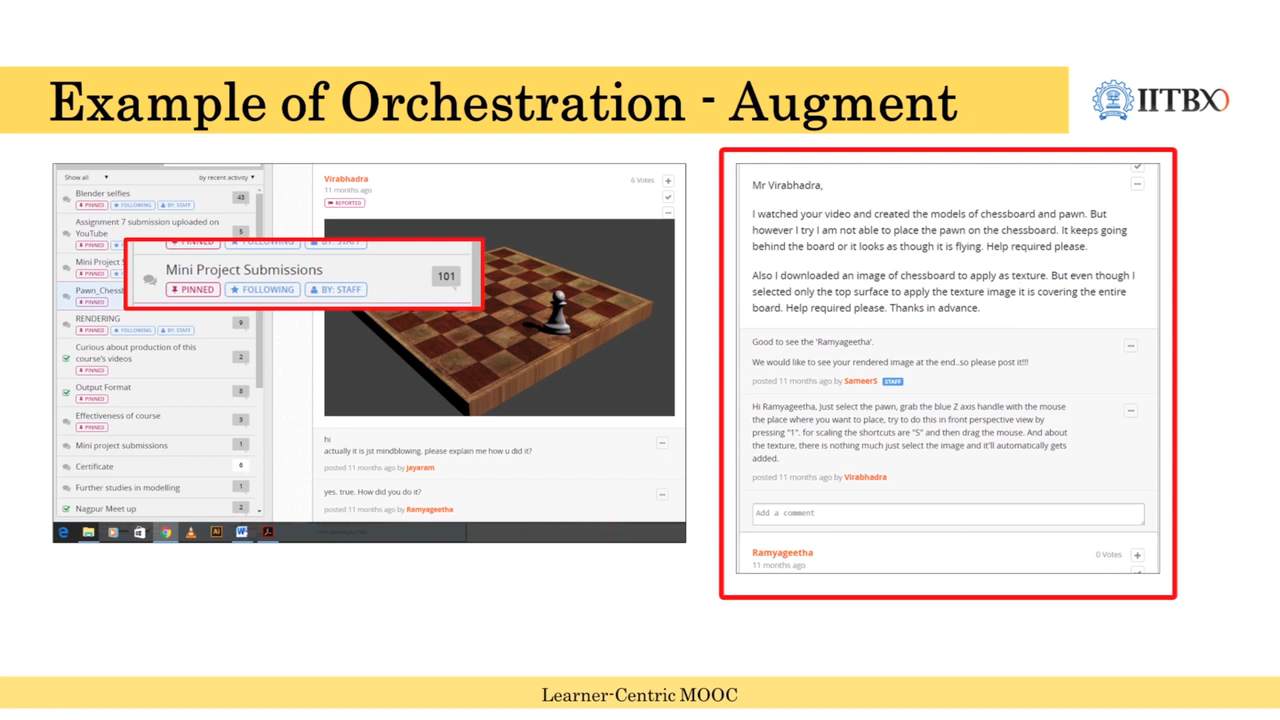 Example of Orchestration - Augment
IITBX
Show all
by recent activity
Blender selfies
43
PINNED
FOLLOWING
BY: STAFF
Assignment 7 submission uploaded on
YouTube
5
PINNED
Mini Project S
PINNED
Pawn_Chessb
PINNED
RENDERING
9
PINNED
FOLLOWING
BY: STAFF
Curious about production of this
course's videos
2
PINNED
Output Format
8
PINNED
Effectiveness of course
3
PINNED
Mini project submissions
1
Certificate
6
Further studies in modelling
1
Nagpur Meet up
2
PINNED
FOLLOWING
BY: STAFF
Mini Project Submissions
101
PINNED
FOLLOWING
BY: STAFF
Virabhadra
6 Votes
11 months ago
REPORTED
hi
actually it is jst mindblowing. please explain me how u did it?
posted 11 months ago by Jayaram
yes. true. How did you do it?
posted 11 months ago by Ramyageetha
Mr Virabhadra,
I watched your video and created the models of chessboard and pawn. But
however I try I am not able to place the pawn on the chessboard. It keeps going
behind the board or it looks as though it is flying. Help required please.
Also I downloaded an image of chessboard to apply as texture. But even though I
selected only the top surface to apply the texture image it is covering the entire
board. Help required please. Thanks in advance.
Good to see the 'Ramyageetha'.
We would like to see your rendered image at the end..so please post it!!!
posted 11 months ago by SameerS STAFF
Hi Ramyageetha, Just select the pawn, grab the blue Z axis handle with the mouse
the place where you want to place, try to do this in front perspective view by
pressing "1". for scaling the shortcuts are "S" and then drag the mouse. And about
the texture, there is nothing much just select the image and it'll automatically gets
added.
posted 11 months ago by Virabhadra
Add a comment
Ramyageetha
0 Votes
11 months ago
Learner-Centric MOOC